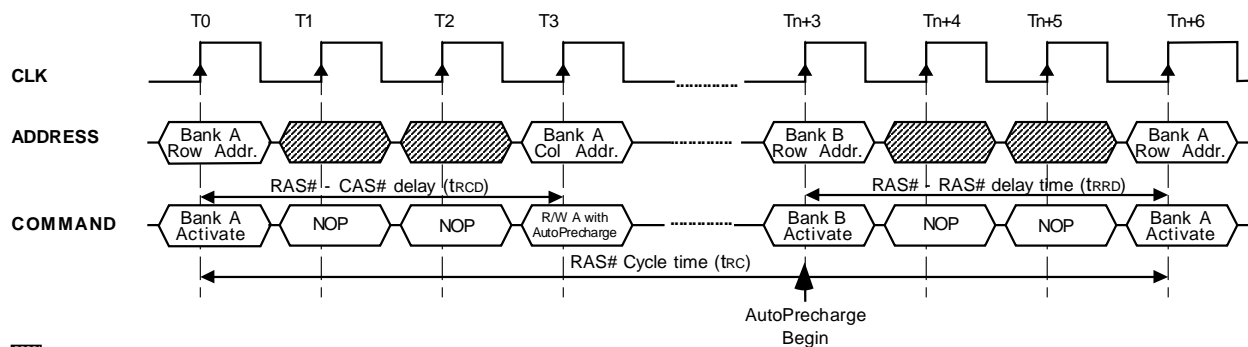 T0 T1 T2 T3 Tn+3 Tn+4 Tn+5 Tn+6
CLK
ADDRESS
Bank A
Row Addr.
Bank A
Col Addr.
Bank B
Row Addr.
Bank A
Row Addr.
RAS# - CAS# delay (tRCD)
RAS# - RAS# delay time (tRRD)
COMMAND
Bank A
Activate
NOP
NOP
R/W A with
AutoPrecharge
Bank B
Activate
NOP
NOP
Bank A
Activate
RAS# Cycle time (tRC)
AutoPrecharge
Begin